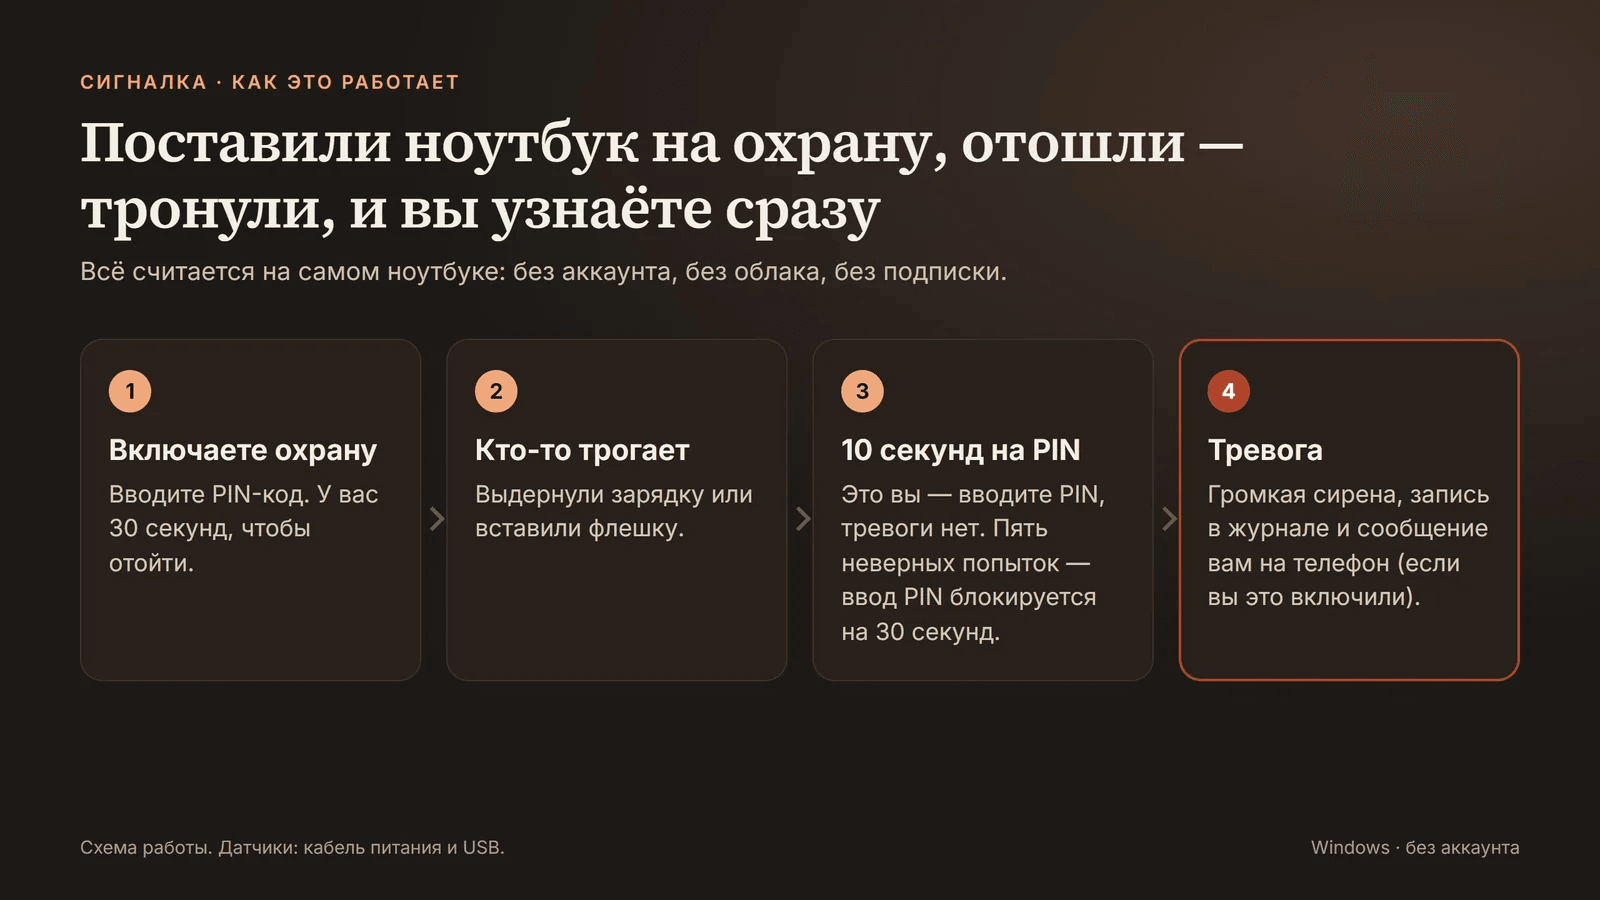 СИГНАЛКА · КАК ЭТО РАБОТАЕТ
Поставили ноутбук на охрану, отошли —
тронули, и вы узнаёте сразу
Всё считается на самом ноутбуке: без аккаунта, без облака, без подписки.
1
Включаете охрану
Вводите PIN-код. У вас
30 секунд, чтобы
отойти.
2
Кто-то трогает
Выдернули зарядку или
вставили флешку.
3
10 секунд на PIN
Это вы — вводите PIN,
тревоги нет. Пять
неверных попыток —
ввод PIN блокируется
на 30 секунд.
4
Тревога
Громкая сирена, запись
в журнале и сообщение
вам на телефон (если
вы это включили).
Схема работы. Датчики: кабель питания и USB.
Windows · без аккаунта